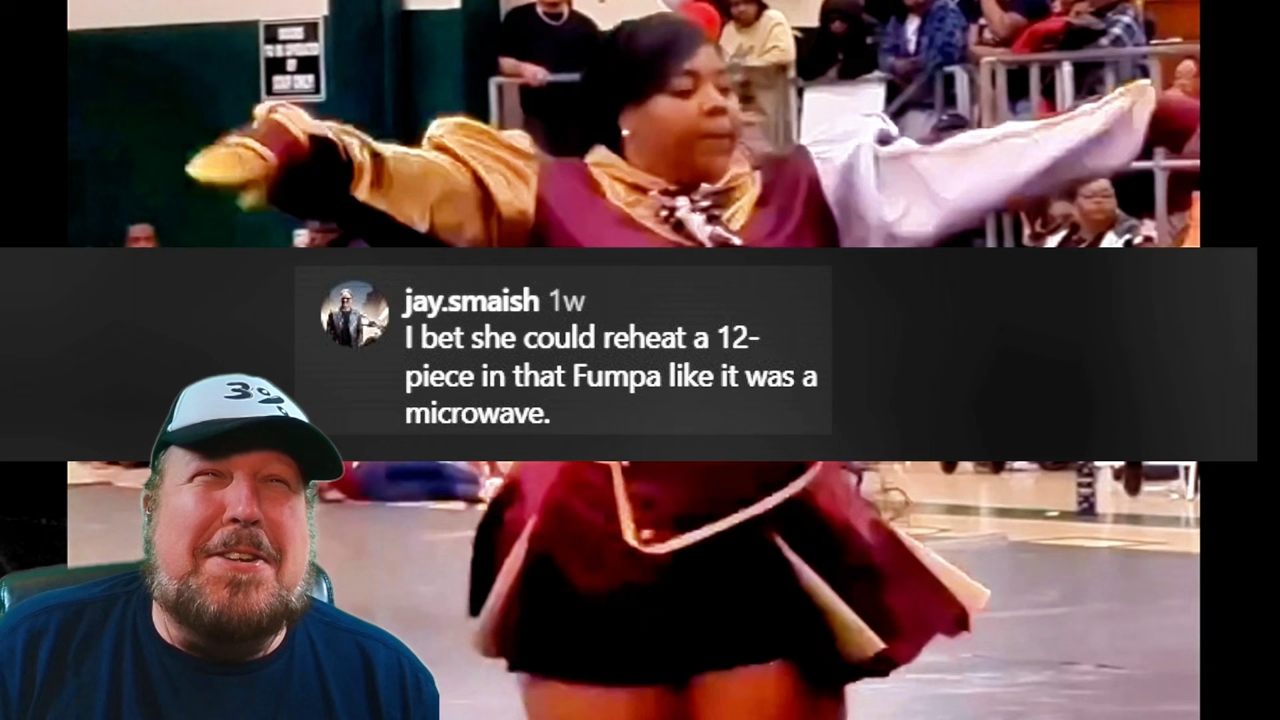 jay.smaish 1w
I bet she could reheat a 12-
piece in that Fumpa like it was a
microwave.